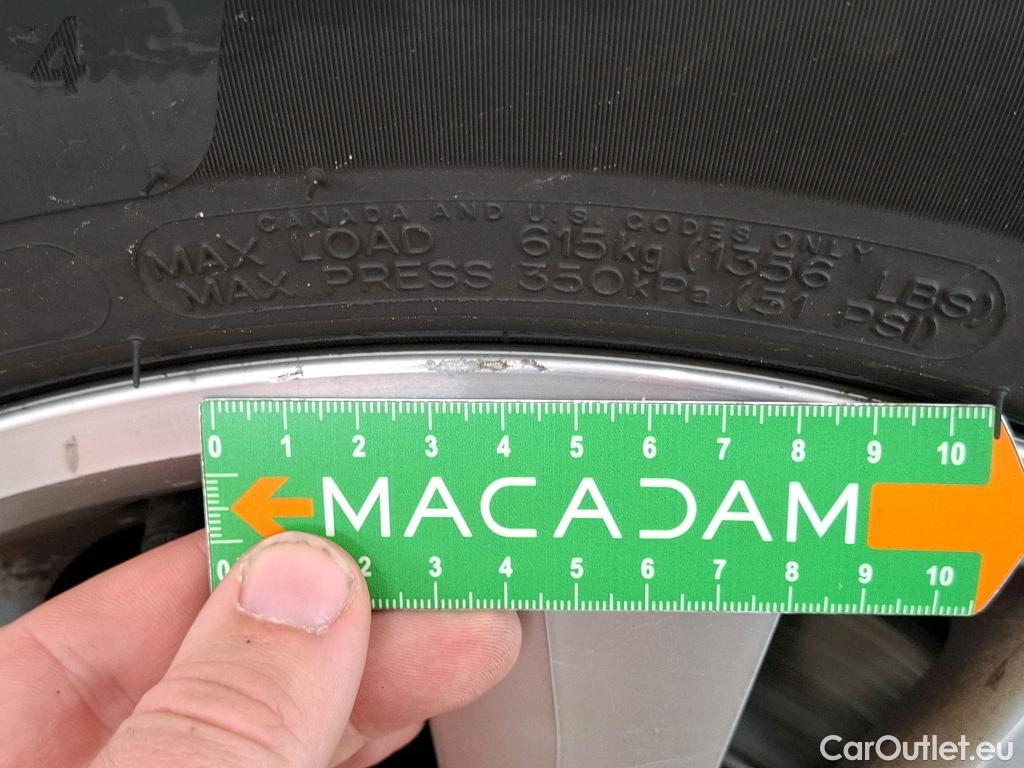 4
CANADA AND U.S. CODES ONLY
MAX LOAD 615kg (1356 LBS)
MAX PRESS 350kPa (51 PSI)
0 1 2 3 4 5 6 7 8 9 10
MACADAM
0 2 3 4 5 6 7 8 9 10
CarOutlet.eu